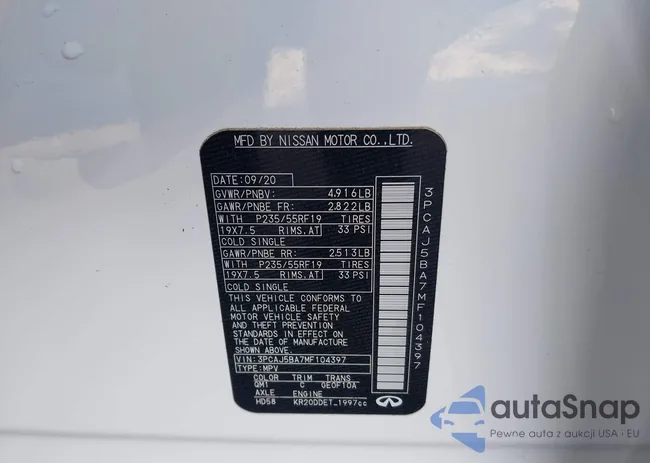 MFD BY NISSAN MOTOR CO.,LTD.
DATE:09/20
GVWR/PNBV: 4,916LB
GAWR/PNBE FR: 2,822LB
WITH P235/55RF19 TIRES
19X7.5 RIMS.AT 33 PSI
COLD SINGLE
GAWR/PNBE RR: 2,513LB
WITH P235/55RF19 TIRES
19X7.5 RIMS.AT 33 PSI
COLD SINGLE
THIS VEHICLE CONFORMS TO
ALL APPLICABLE FEDERAL
MOTOR VEHICLE SAFETY
AND THEFT PREVENTION
STANDARDS IN EFFECT ON
THE DATE OF MANUFACTURE
SHOWN ABOVE
VIN:3PCAJ5BA7MF104397
TYPE:MPV
COLOR TRIM TRANS
QM1 C GE0F10A
AXLE ENGINE
HD58 KR20DDET_1997cc
3PCAJ5BA7MF104397
autaSnap
Pewne auta z aukcji USA i EU